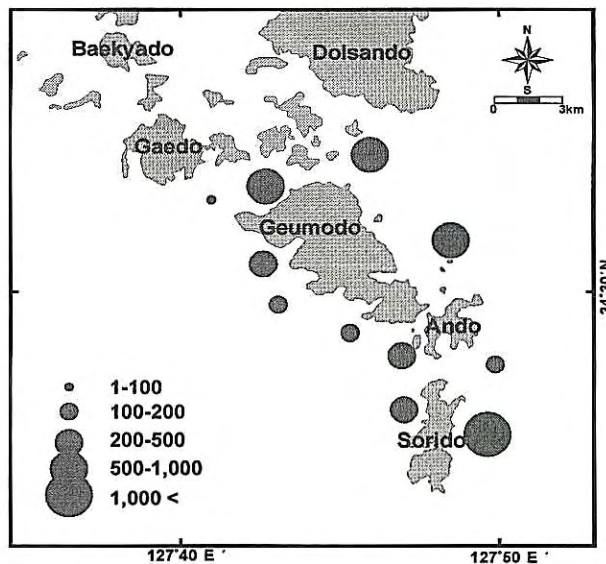 Baekyado
Dolsando
N
S
0 3km
Gaedo
Geumodo
34°30'N
Ando
1-100
100-200
200-500
500-1,000
1,000 <
Sorido
127°40 E ′
127°50 E ′